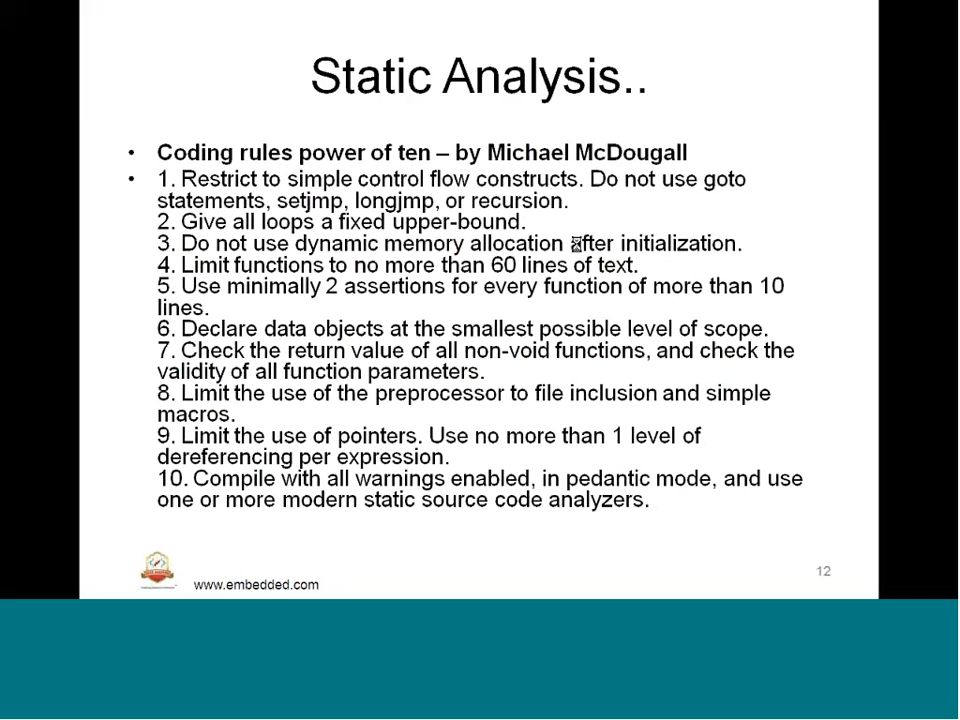 Static Analysis..
• Coding rules power of ten – by Michael McDougall
• 1. Restrict to simple control flow constructs. Do not use goto
statements, setjmp, longjmp, or recursion.
2. Give all loops a fixed upper-bound.
3. Do not use dynamic memory allocation after initialization.
4. Limit functions to no more than 60 lines of text.
5. Use minimally 2 assertions for every function of more than 10
lines.
6. Declare data objects at the smallest possible level of scope.
7. Check the return value of all non-void functions, and check the
validity of all function parameters.
8. Limit the use of the preprocessor to file inclusion and simple
macros.
9. Limit the use of pointers. Use no more than 1 level of
dereferencing per expression.
10. Compile with all warnings enabled, in pedantic mode, and use
one or more modern static source code analyzers.
www.embedded.com
12